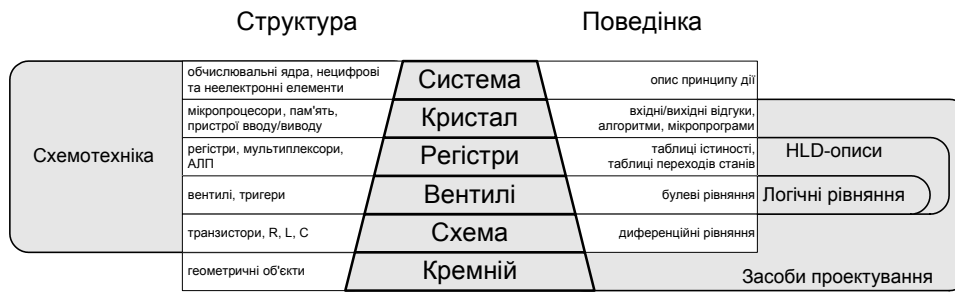 Структура
Поведінка
обчислювальні ядра, нецифрові
та неелектронні елементи
Система
опис принципу дії
мікропроцесори, пам'ять,
пристрої вводу/виводу
Кристал
вхідні/вихідні відгуки,
алгоритми, мікропрограми
Схемотехніка
регістри, мультиплексори,
АЛП
Регістри
таблиці істиності,
таблиці переходів станів
HLD-описи
вентилі, тригери
Вентилі
булеві рівняння
Логічні рівняння
транзистори, R, L, C
Схема
диференційні рівняння
геометричні об'єкти
Кремній
Засоби проектування